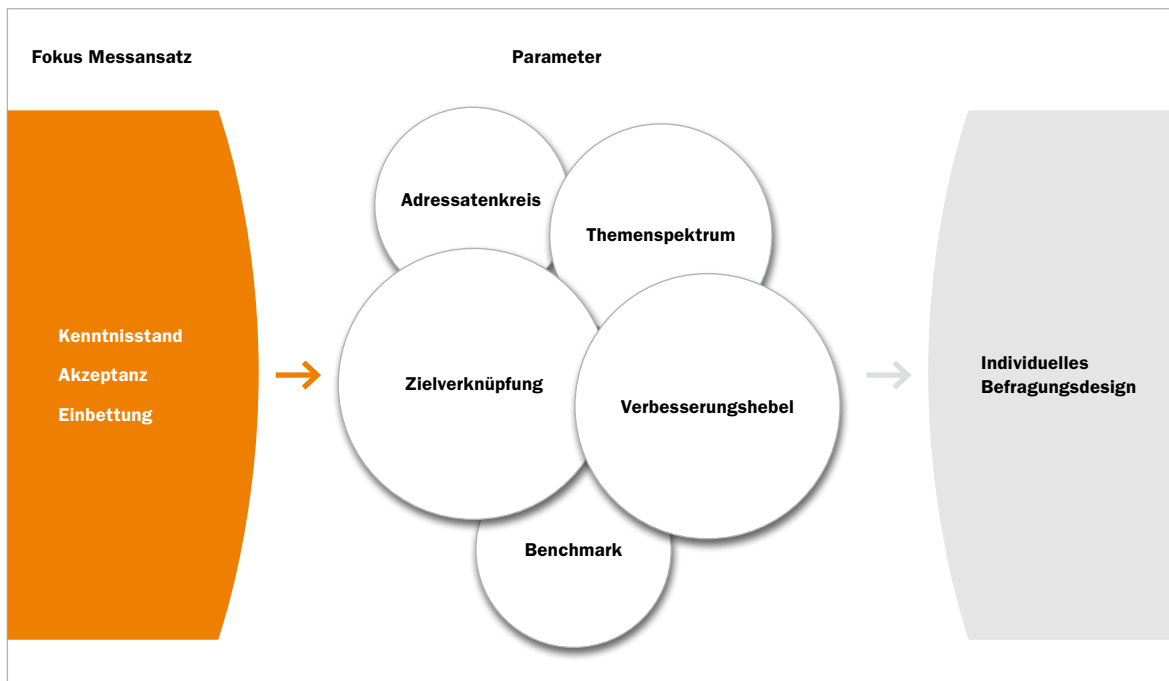 Fokus Messansatz
Parameter
Kenntnisstand
Akzeptanz
Einbettung
Adressatenkreis
Themenspektrum
Zielverknüpfung
Verbesserungshebel
Benchmark
Individuelles
Befragungsdesign